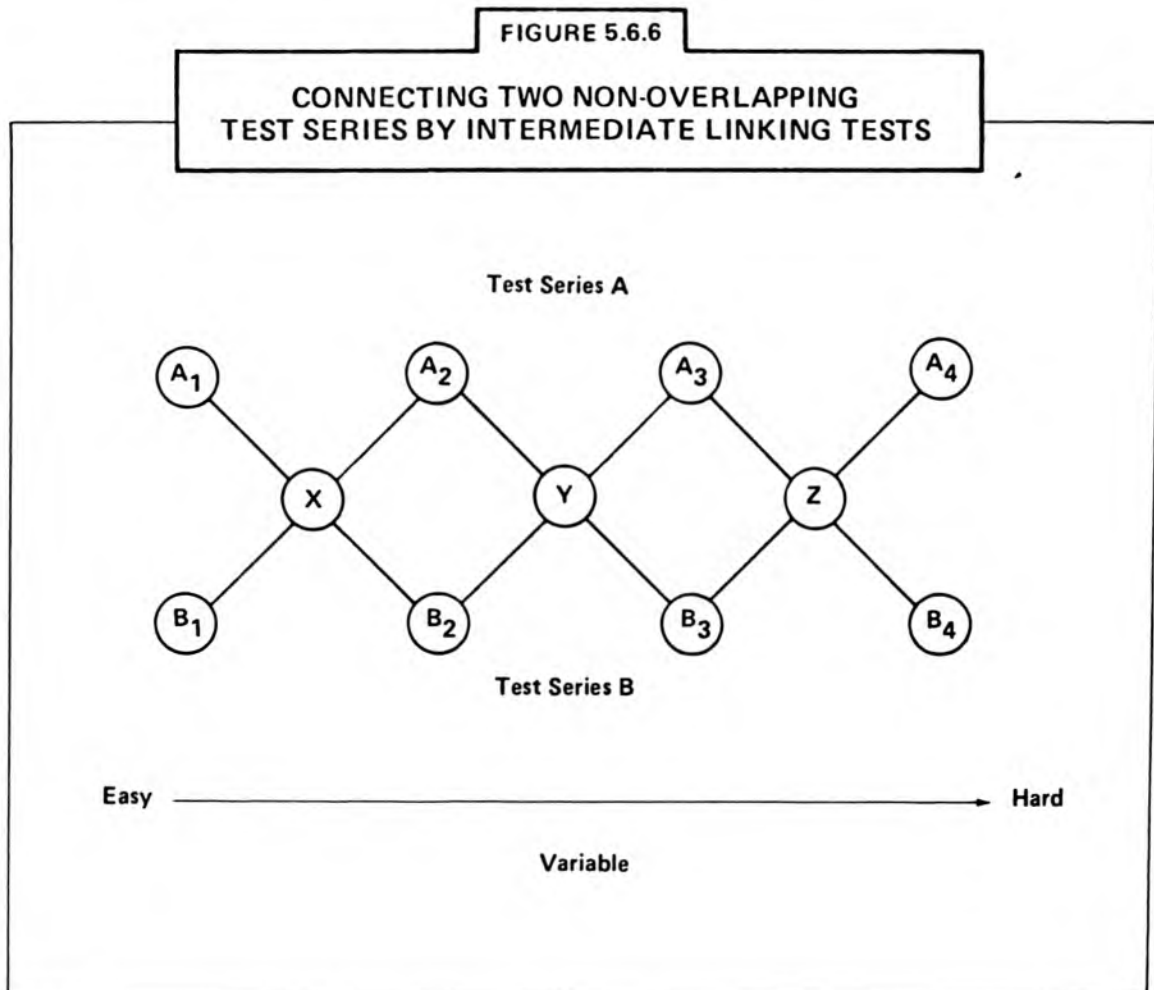 FIGURE 5.6.6
CONNECTING TWO NON-OVERLAPPING
TEST SERIES BY INTERMEDIATE LINKING TESTS
Test Series A
A₁ A₂ A₃ A₄
X Y Z
B₁ B₂ B₃ B₄
Test Series B
Easy Hard
Variable